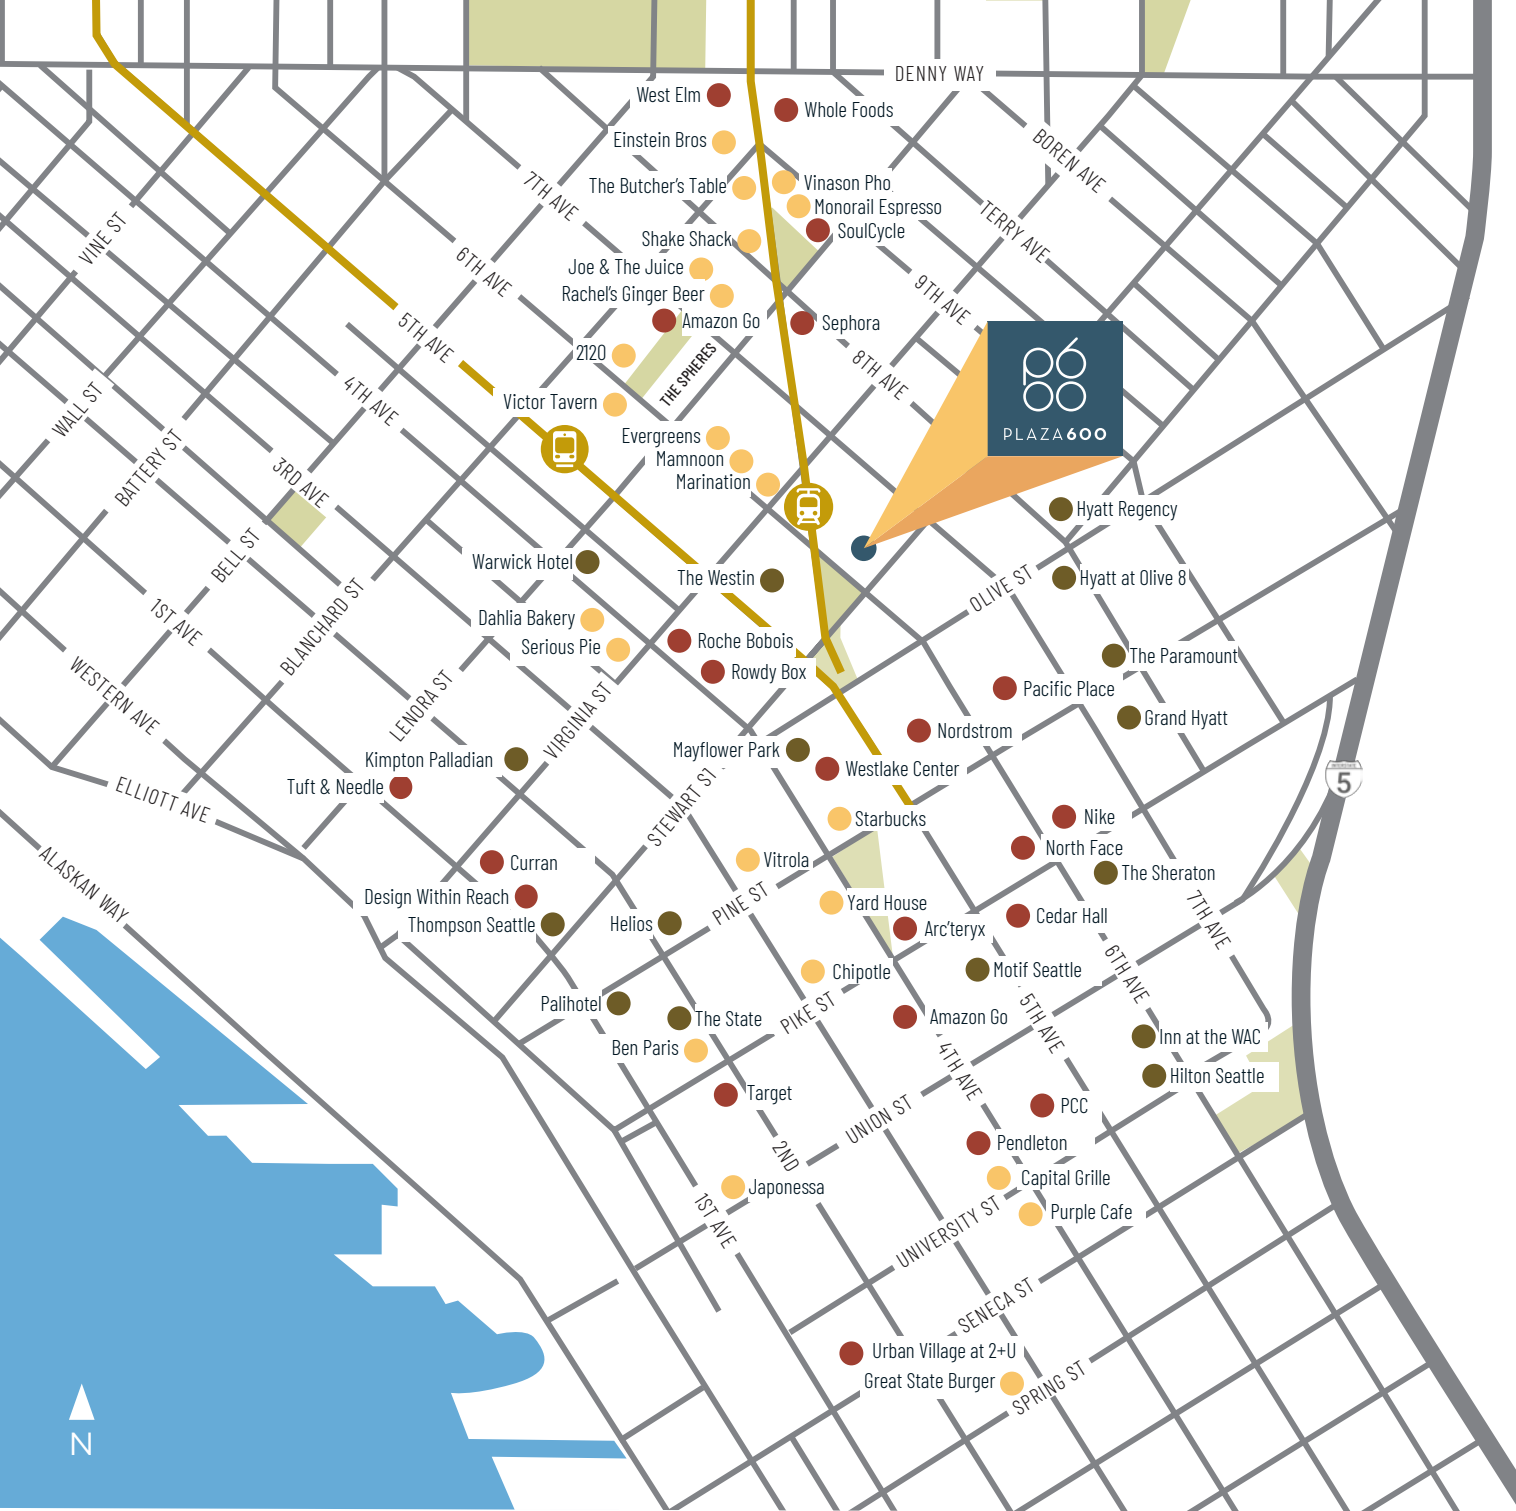 DENNY WAY
West Elm
Whole Foods
Einstein Bros
BOREN AVE
The Butcher's Table
Vinason Pho
7TH AVE
Monorail Espresso
TERRY AVE
SoulCycle
VINE ST
Shake Shack
6TH AVE
Joe & The Juice
Rachel's Ginger Beer
9TH AVE
Amazon Go
Sephora
5TH AVE
2120
THE SPHERES
8TH AVE
4TH AVE
Victor Tavern
WALL ST
PLAZA600
Evergreens
Mamnoon
BATTERY ST
3RD AVE
Marination
Hyatt Regency
BELL ST
Warwick Hotel
The Westin
Hyatt at Olive 8
OLIVE ST
1ST AVE
BLANCHARD ST
Dahlia Bakery
Serious Pie
Roche Bobois
The Paramount
Rowdy Box
WESTERN AVE
LENORA ST
VIRGINIA ST
Pacific Place
Grand Hyatt
Nordstrom
Mayflower Park
Kimpton Palladian
Westlake Center
INTERSTATE
5
Tuft & Needle
ELLIOTT AVE
STEWART ST
Starbucks
Nike
North Face
Vitrola
Curran
The Sheraton
ALASKAN WAY
Design Within Reach
PINE ST
Yard House
Thompson Seattle
Helios
Arc'teryx
Cedar Hall
7TH AVE
Chipotle
Motif Seattle
6TH AVE
Palihotel
The State
PIKE ST
Amazon Go
5TH AVE
Inn at the WAC
Ben Paris
4TH AVE
Hilton Seattle
Target
PCC
UNION ST
Pendleton
2ND
Japonessa
Capital Grille
1ST AVE
UNIVERSITY ST
Purple Cafe
SENECA ST
Urban Village at 2+U
Great State Burger
SPRING ST
N